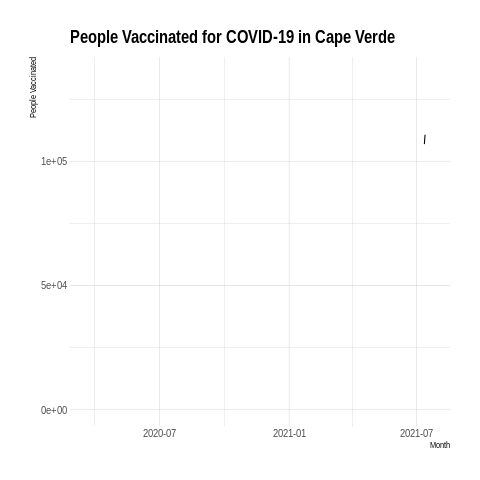 People Vaccinated for COVID-19 in Cape Verde
People Vaccinated
1e+05
5e+04
0e+00
2020-07
2021-01
2021-07
Month